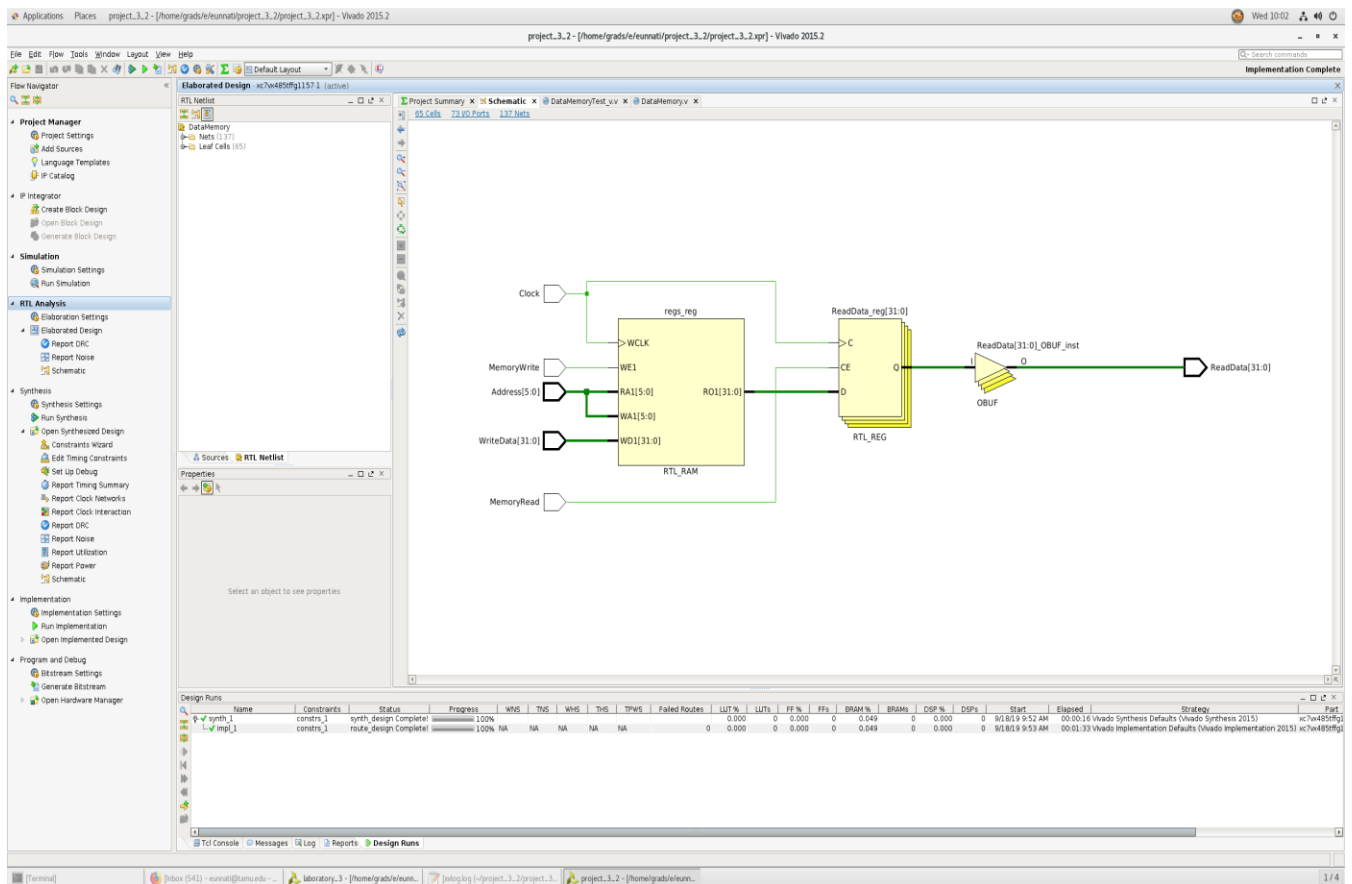 Applications Places project_3_2 - [/home/grads/e/eunnati/project_3_2/project_3_2.xpr] - Vivado 2015.2 Wed 10:02
project_3_2 - [/home/grads/e/eunnati/project_3_2/project_3_2.xpr] - Vivado 2015.2
File Edit Flow Tools Window Layout View Help
Q- Search commands
Default Layout
Implementation Complete
Flow Navigator
Project Manager
Project Settings
Add Sources
Language Templates
IP Catalog
IP Integrator
Create Block Design
Open Block Design
Generate Block Design
Simulation
Simulation Settings
Run Simulation
RTL Analysis
Elaboration Settings
Elaborated Design
Report DRC
Report Noise
Schematic
Synthesis
Synthesis Settings
Run Synthesis
Open Synthesized Design
Constraints Wizard
Edit Timing Constraints
Set Up Debug
Report Timing Summary
Report Clock Networks
Report Clock Interaction
Report DRC
Report Noise
Report Utilization
Report Power
Schematic
Implementation
Implementation Settings
Run Implementation
Open Implemented Design
Program and Debug
Bitstream Settings
Generate Bitstream
Open Hardware Manager
Elaborated Design - xc7vx485tffg1157-1 (active)
RTL Netlist
DataMemory
Nets (137)
Leaf Cells (65)
Sources RTL Netlist
Properties
Select an object to see properties
Project Summary Schematic DataMemoryTest_v.v DataMemory.v
65 Cells 73 I/O Ports 137 Nets
Clock
MemoryWrite
Address[5:0]
WriteData[31:0]
MemoryRead
regs_reg
WCLK
WE1
RA1[5:0] RO1[31:0]
WA1[5:0]
WD1[31:0]
RTL_RAM
ReadData_reg[31:0]
C
CE Q
D
RTL_REG
ReadData[31:0]_OBUF_inst
I O
OBUF
ReadData[31:0]
Design Runs
Name Constraints Status Progress WNS TNS WHS THS TPWS Failed Routes LUT % LUTs FF % FFs BRAM % BRAMs DSP % DSPs Start Elapsed Strategy Part
synth_1 constrs_1 synth_design Complete! 100% 0.000 0 0.000 0 0.049 0 0.000 0 9/18/19 9:52 AM 00:00:16 Vivado Synthesis Defaults (Vivado Synthesis 2015) xc7vx485tffg1
impl_1 constrs_1 route_design Complete! 100% NA NA NA NA NA 0 0.000 0 0.000 0 0.049 0 0.000 0 9/18/19 9:53 AM 00:01:33 Vivado Implementation Defaults (Vivado Implementation 2015) xc7vx485tffg1
Tcl Console Messages Log Reports Design Runs
[Terminal] [Inbox (541) - eunnati@tamu.edu - ... laboratory_3 - [/home/grads/e/eunn... [xvlog.log (~/project_3_2/project_3... project_3_2 - [/home/grads/e/eunn... 1 / 4